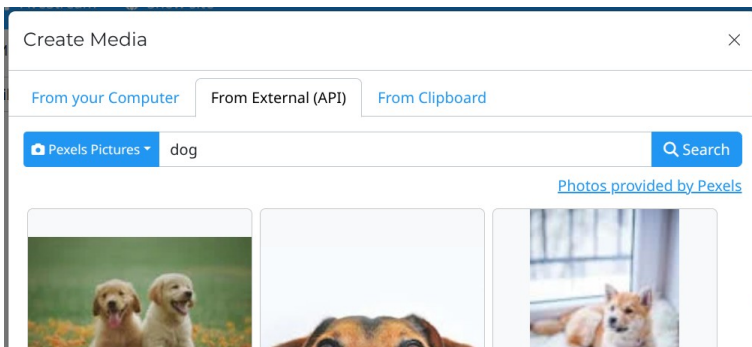 Create Media
From your Computer From External (API) From Clipboard
Pexels Pictures dog Search
Photos provided by Pexels